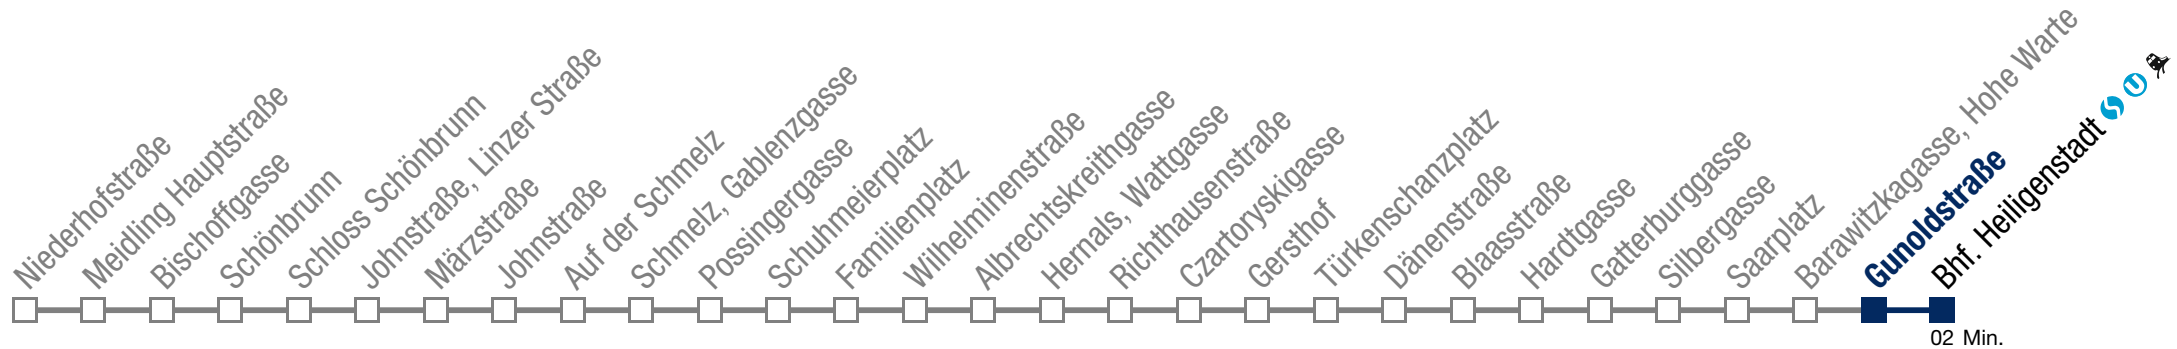 Niederhofstraße
Meidling Hauptstraße
Bischoffgasse
Schönbrunn
Schloss Schönbrunn
Johnstraße, Linzer Straße
Märzstraße
Johnstraße
Auf der Schmelz
Schmelz, Gablenzgasse
Possingergasse
Schuhmeierplatz
Familienplatz
Wilhelminenstraße
Albrechtskreithgasse
Hernals, Wattgasse
Richthausenstraße
Czartoryskigasse
Gersthof
Türkenschanzplatz
Dänenstraße
Blaasstraße
Hardtgasse
Gatterburggasse
Silbergasse
Saarplatz
Barawitzkagasse, Hohe Warte
Gunoldstraße
Bhf. Heiligenstadt S U
02 Min.